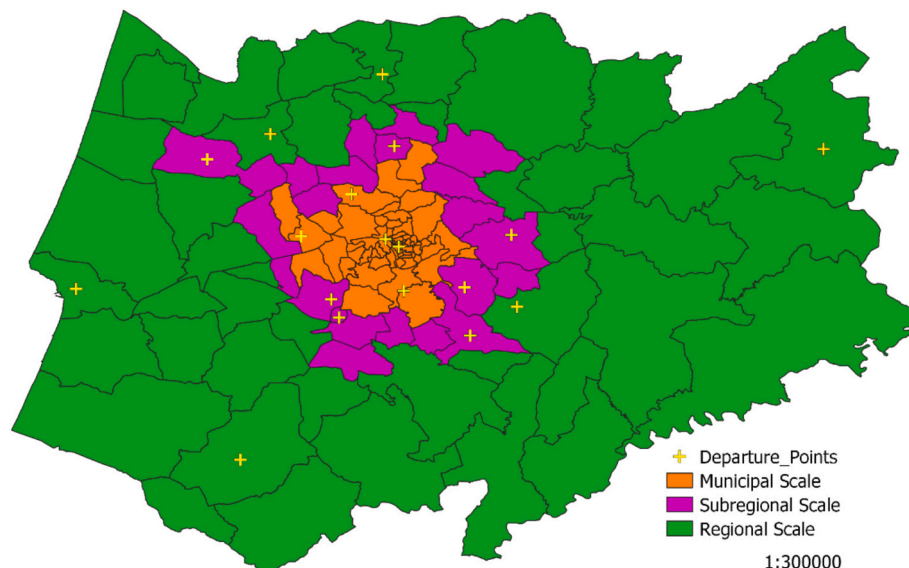 Departure_Points
Municipal Scale
Subregional Scale
Regional Scale
1:300000